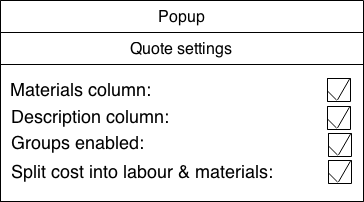 Popup
Quote settings
Materials column:
Description column:
Groups enabled:
Split cost into labour & materials: